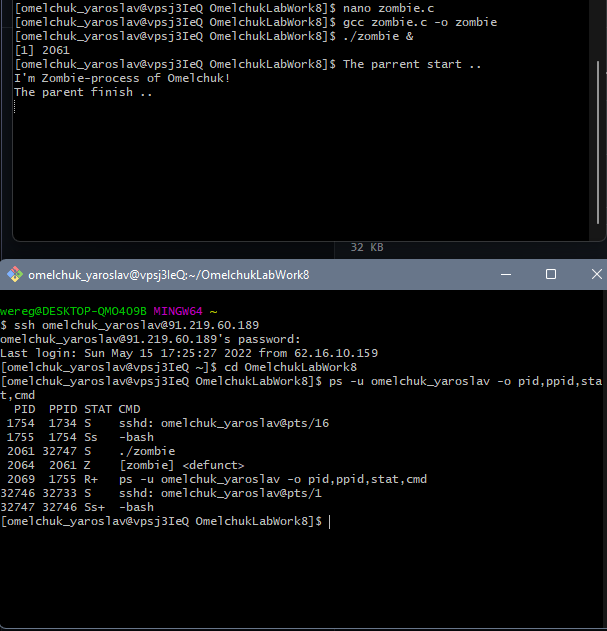 [omelchuk_yaroslav@vpsj3IeQ OmelchukLabWork8]$ nano zombie.c
[omelchuk_yaroslav@vpsj3IeQ OmelchukLabWork8]$ gcc zombie.c -o zombie
[omelchuk_yaroslav@vpsj3IeQ OmelchukLabWork8]$ ./zombie &
[1] 2061
[omelchuk_yaroslav@vpsj3IeQ OmelchukLabWork8]$ The parrent start ..
I'm Zombie-process of Omelchuk!
The parent finish ..
32 KB
omelchuk_yaroslav@vpsj3IeQ:~/OmelchukLabWork8
wereg@DESKTOP-QMO4O9B MINGW64 ~
$ ssh omelchuk_yaroslav@91.219.60.189
omelchuk_yaroslav@91.219.60.189's password:
Last login: Sun May 15 17:25:27 2022 from 62.16.10.159
[omelchuk_yaroslav@vpsj3IeQ ~]$ cd OmelchukLabWork8
[omelchuk_yaroslav@vpsj3IeQ OmelchukLabWork8]$ ps -u omelchuk_yaroslav -o pid,ppid,sta
t,cmd
  PID  PPID STAT CMD
 1754  1734 S    sshd: omelchuk_yaroslav@pts/16
 1755  1754 Ss   -bash
 2061 32747 S    ./zombie
 2064  2061 Z    [zombie] <defunct>
 2069  1755 R+   ps -u omelchuk_yaroslav -o pid,ppid,stat,cmd
32746 32733 S    sshd: omelchuk_yaroslav@pts/1
32747 32746 Ss+  -bash
[omelchuk_yaroslav@vpsj3IeQ OmelchukLabWork8]$